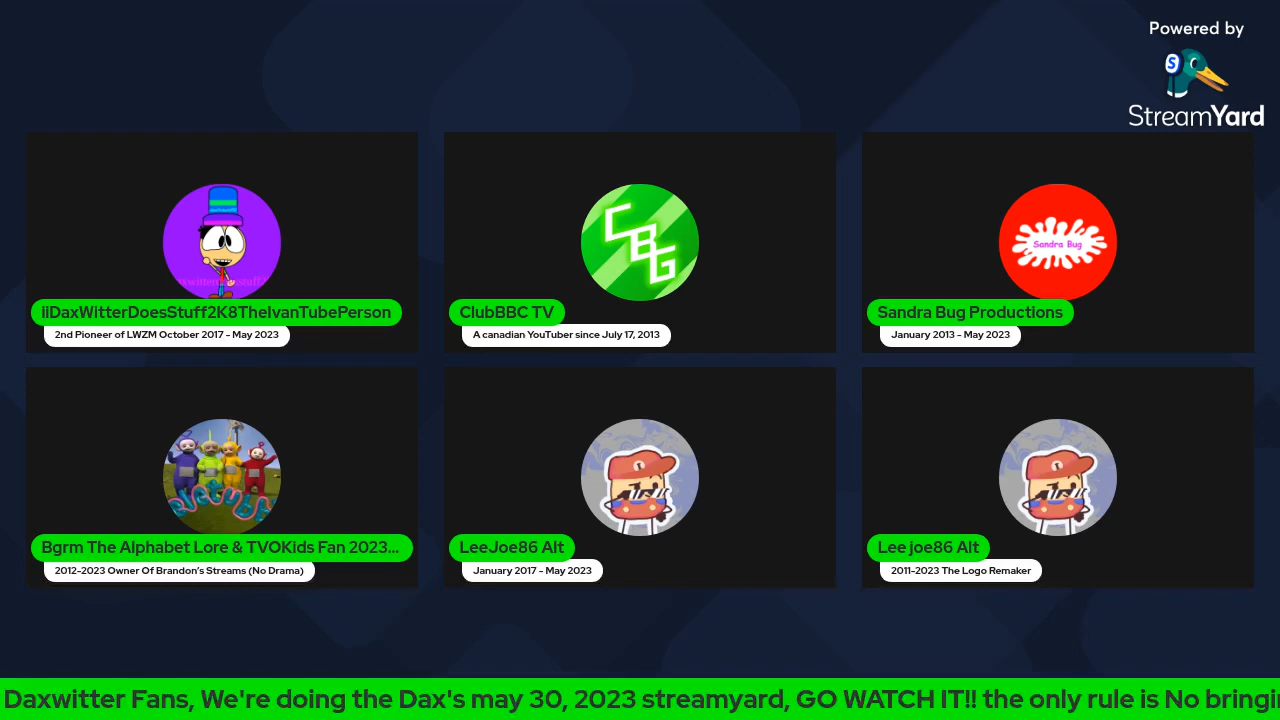 Powered by
StreamYard
S
CBG
Sandra Bug
iiDaxWitterDoesStuff2K8TheIvanTubePerson
2nd Pioneer of LWZM October 2017 - May 2023
ClubBBC TV
A canadian YouTuber since July 17, 2013
Sandra Bug Productions
January 2013 - May 2023
Bgrm The Alphabet Lore & TVOKids Fan 2023...
2012-2023 Owner Of Brandon's Streams (No Drama)
LeeJoe86 Alt
January 2017 - May 2023
Lee joe86 Alt
2011-2023 The Logo Remaker
Daxwitter Fans, We're doing the Dax's may 30, 2023 streamyard, GO WATCH IT!! the only rule is No